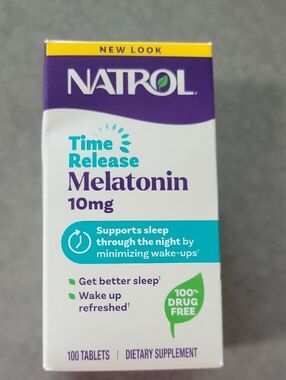 NEW LOOK
NATROL
Time
Release
Melatonin
10mg
Supports sleep
through the night by
minimizing wake-ups†
Get better sleep†
Wake up
refreshed†
100%
DRUG
FREE
100 TABLETS | DIETARY SUPPLEMENT